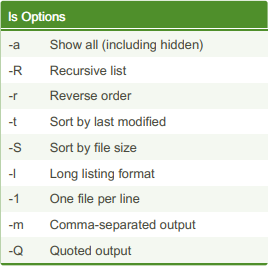 ls Options
-a Show all (including hidden)
-R Recursive list
-r Reverse order
-t Sort by last modified
-S Sort by file size
-l Long listing format
-1 One file per line
-m Comma-separated output
-Q Quoted output